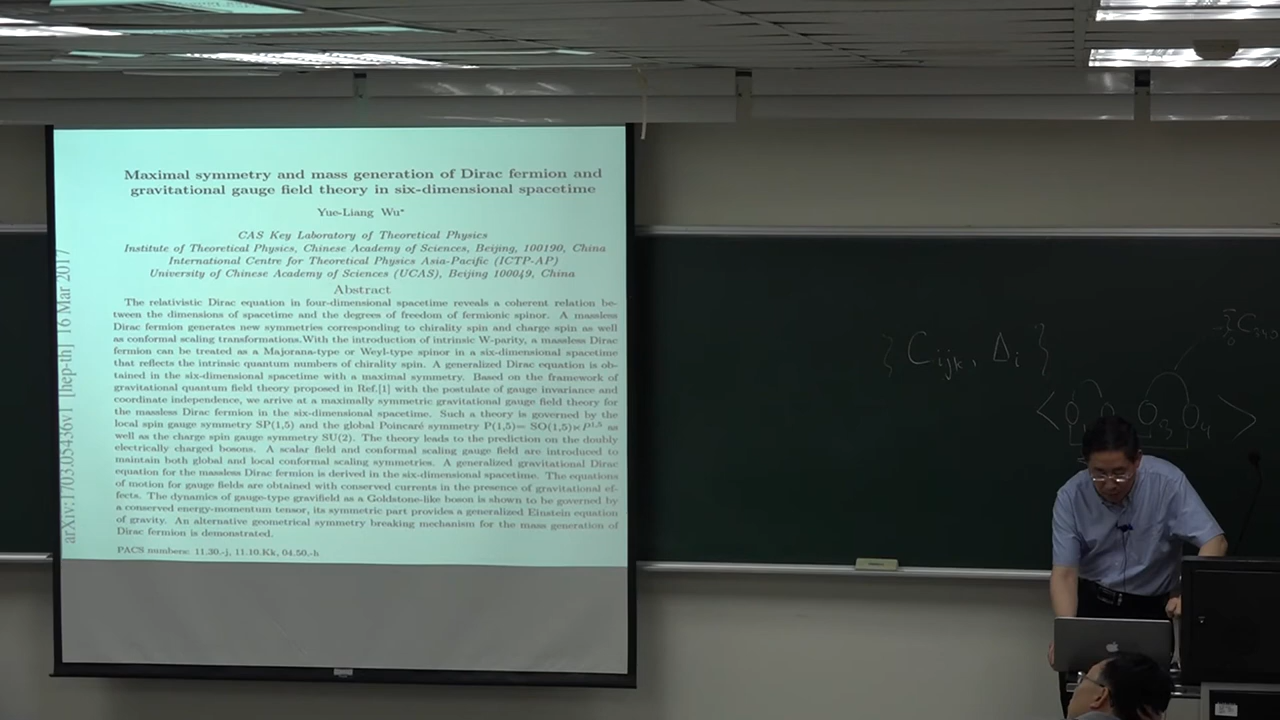 Maximal symmetry and mass generation of Dirac fermion and
gravitational gauge field theory in six-dimensional spacetime
Yue-Liang Wu*
CAS Key Laboratory of Theoretical Physics
Institute of Theoretical Physics, Chinese Academy of Sciences, Beijing, 100190, China
International Centre for Theoretical Physics Asia-Pacific (ICTP-AP)
University of Chinese Academy of Sciences (UCAS), Beijing 100049, China
Abstract
The relativistic Dirac equation in four-dimensional spacetime reveals a coherent relation be-
tween the dimensions of spacetime and the degrees of freedom of fermionic spinor. A massless
Dirac fermion generates new symmetries corresponding to chirality spin and charge spin as well
as conformal scaling transformations.With the introduction of intrinsic W-parity, a massless Dirac
fermion can be treated as a Majorana-type or Weyl-type spinor in a six-dimensional spacetime
that reflects the intrinsic quantum numbers of chirality spin. A generalized Dirac equation is ob-
tained in the six-dimensional spacetime with a maximal symmetry. Based on the framework of
gravitational quantum field theory proposed in Ref.[1] with the postulate of gauge invariance and
coordinate independence, we arrive at a maximally symmetric gravitational gauge field theory for
the massless Dirac fermion in the six-dimensional spacetime. Such a theory is governed by the
local spin gauge symmetry SP(1,5) and the global Poincaré symmetry P(1,5)= SO(1,5)⋉P^{1,5} as
well as the charge spin gauge symmetry SU(2). The theory leads to the prediction on the doubly
electrically charged bosons. A scalar field and conformal scaling gauge field are introduced to
maintain both global and local conformal scaling symmetries. A generalized gravitational Dirac
equation for the massless Dirac fermion is derived in the six-dimensional spacetime. The equations
of motion for gauge fields are obtained with conserved currents in the presence of gravitational ef-
fects. The dynamics of gauge-type gravifield as a Goldstone-like boson is shown to be governed by
a conserved energy-momentum tensor, its symmetric part provides a generalized Einstein equation
of gravity. An alternative geometrical symmetry breaking mechanism for the mass generation of
Dirac fermion is demonstrated.
PACS numbers: 11.30.-j, 11.10.Kk, 04.50.-h
arXiv:1703.05436v1 [hep-th] 16 Mar 2017
{ C_{ijk}, Δ_i }